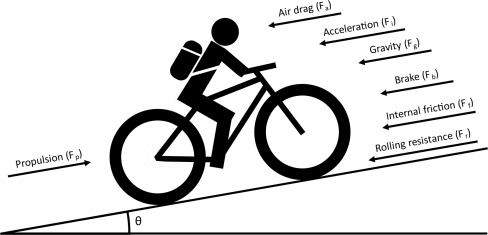 Air drag (Fa)
Acceleration (Fi)
Gravity (Fg)
Brake (Fb)
Internal friction (Ff)
Rolling resistance (Fr)
Propulsion (Fp)
θ